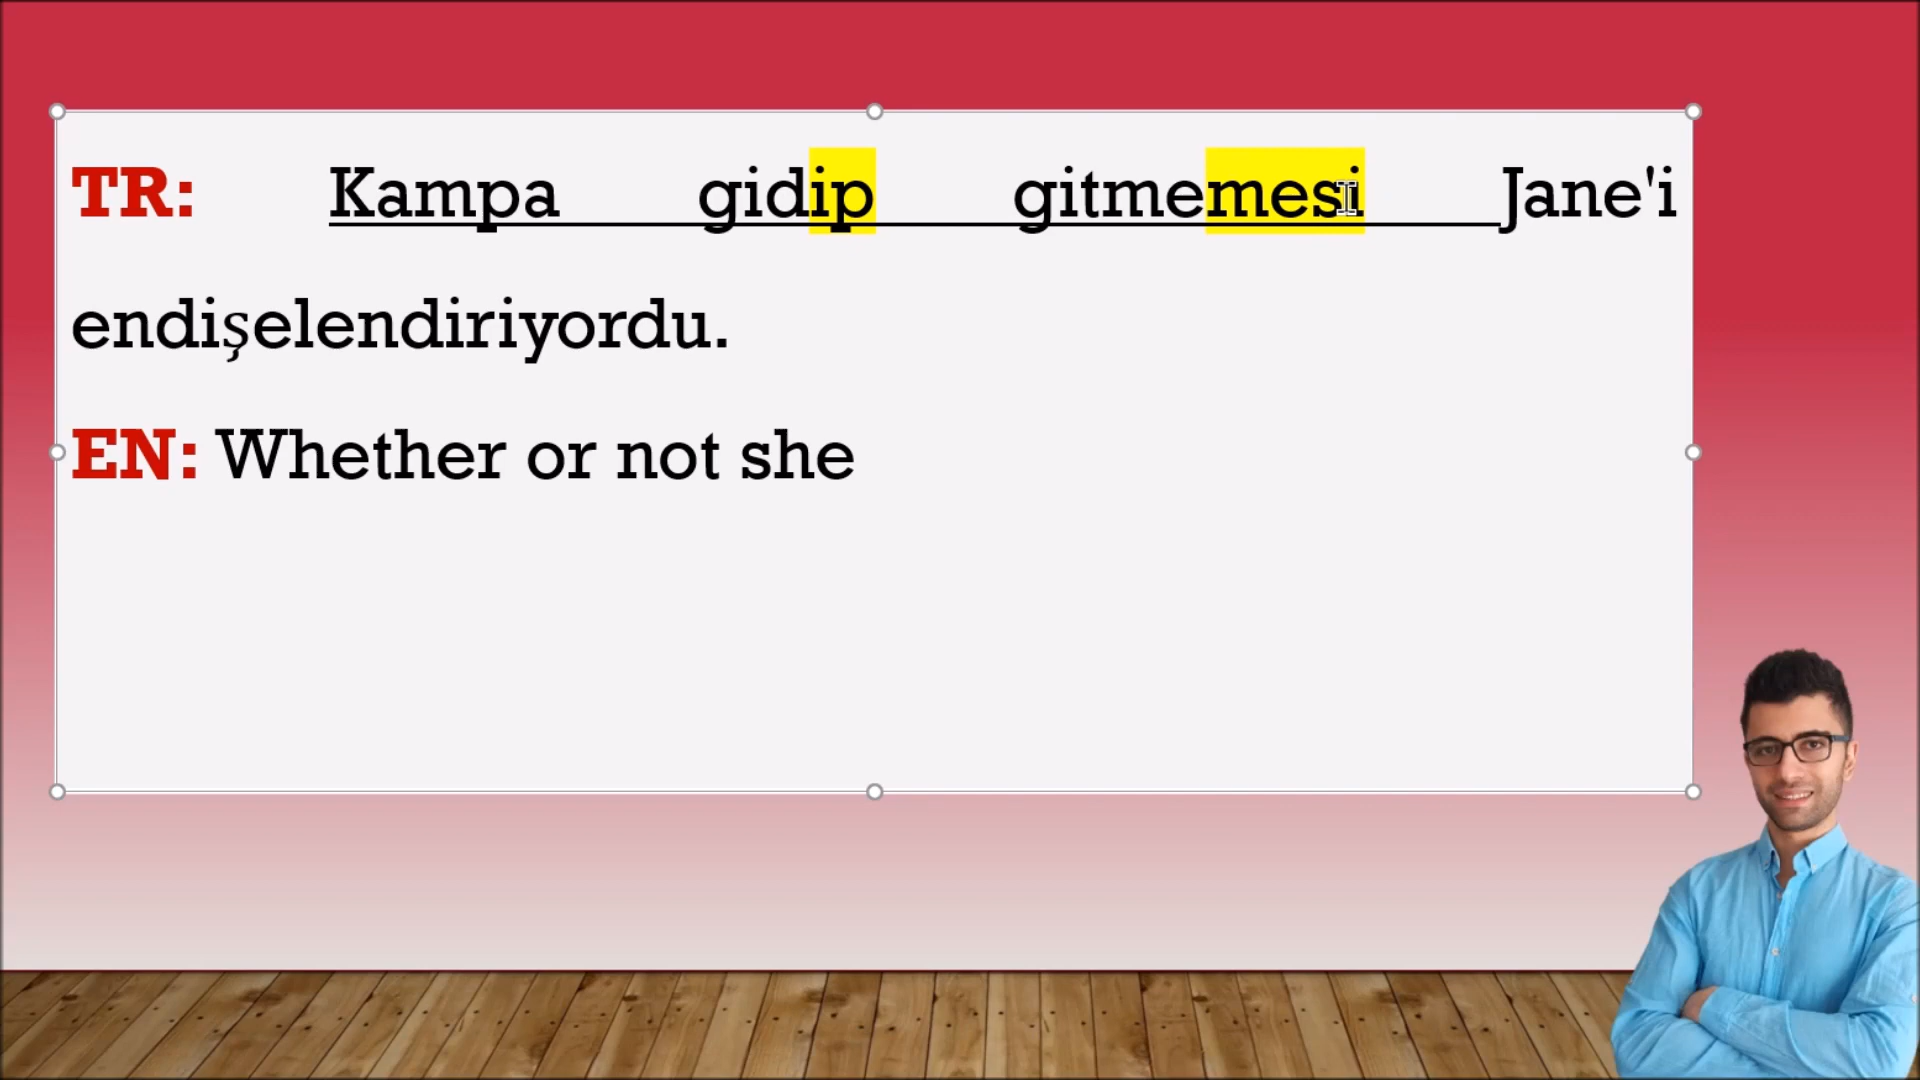 TR: Kampa gidip gitmemesi Jane'i
endişelendiriyordu.
EN: Whether or not she